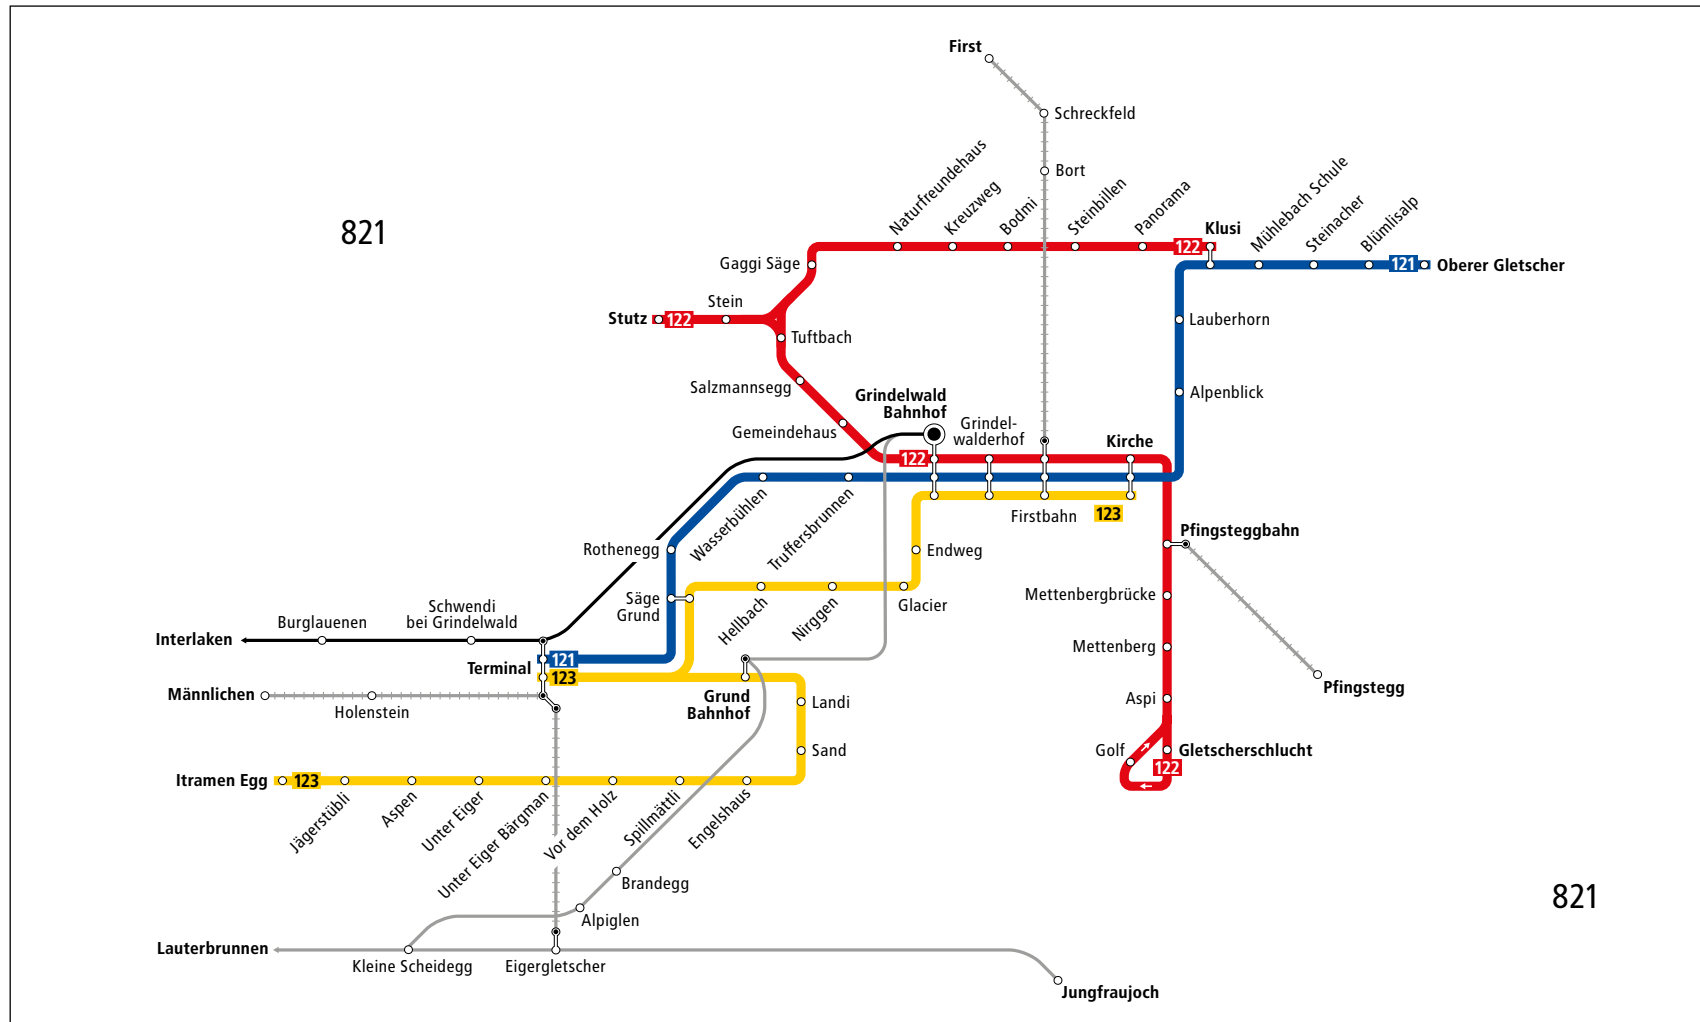 First
Schreckfeld
Bort
821
Naturfreundehaus
Kreuzweg
Bodmi
Steinbillen
Panorama
Klusi
Mühlebach Schule
Steinacher
Blümlisalp
122
121
Oberer Gletscher
Gaggi Säge
Stein
Stutz
122
Tuftbach
Lauberhorn
Salzmannsegg
Alpenblick
Grindelwald
Bahnhof
Gemeindehaus
Grindel-
walderhof
Kirche
122
Wasserbühlen
Truffersbrunnen
Firstbahn
123
Pfingsteggbahn
Rothenegg
Endweg
Säge
Grund
Hellbach
Nirggen
Glacier
Mettenbergbrücke
Schwendi
bei Grindelwald
Burglauenen
Interlaken
Mettenberg
Terminal
121
123
Männlichen
Holenstein
Grund
Bahnhof
Landi
Aspi
Pfingstegg
Sand
Golf
Gletscherschlucht
122
Itramen Egg
123
Jägerstübli
Aspen
Unter Eiger
Unter Eiger Bärgman
Vor dem Holz
Spillmättli
Engelshaus
Brandegg
821
Alpiglen
Lauterbrunnen
Kleine Scheidegg
Eigergletscher
Jungfraujoch